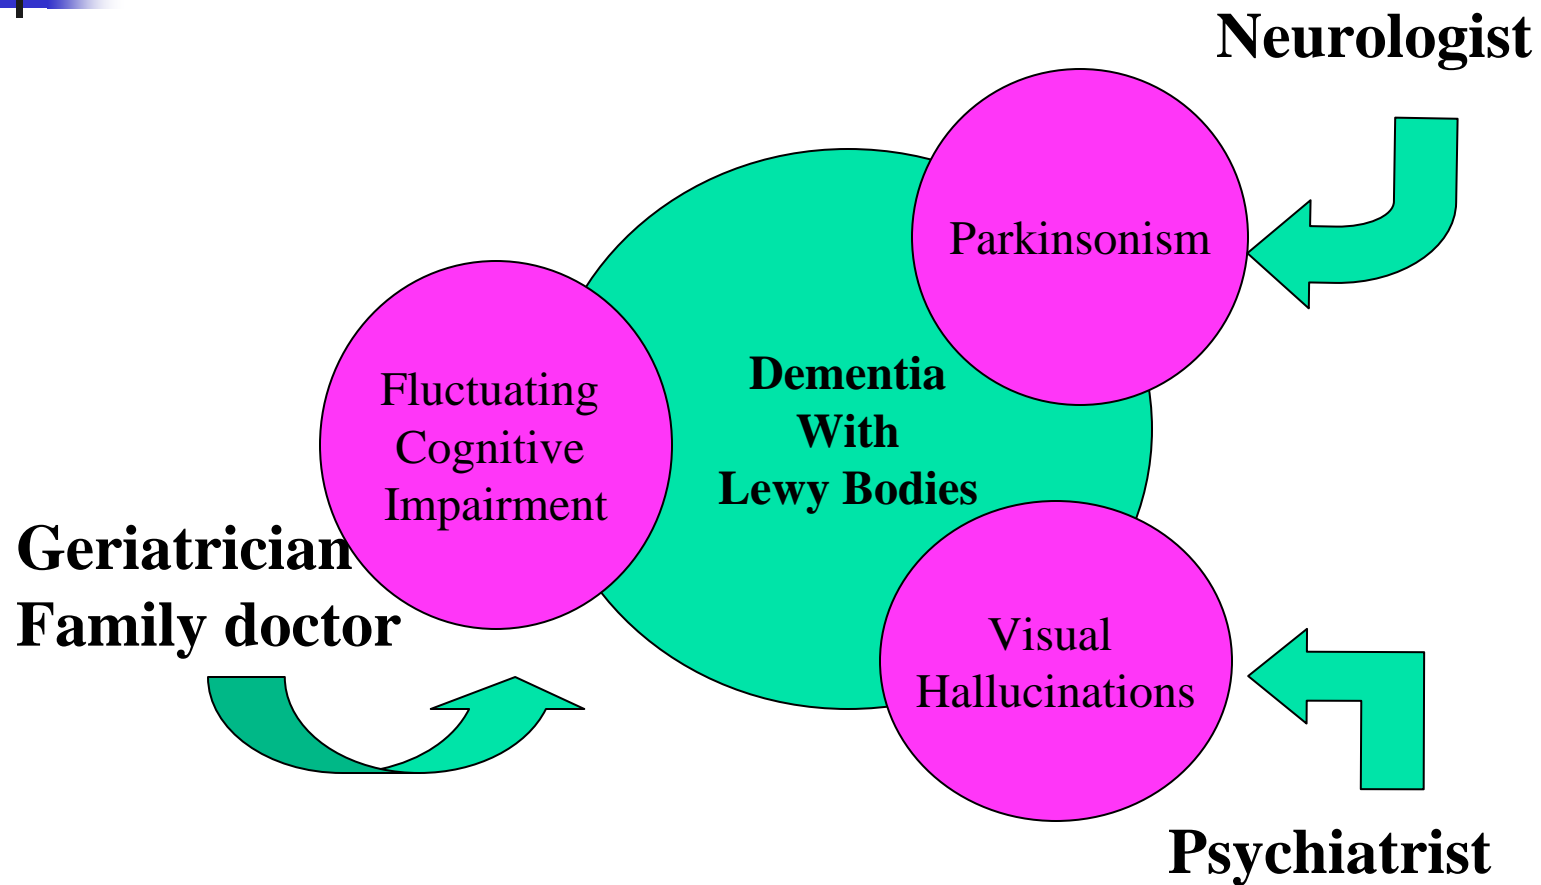 Neurologist
Parkinsonism
Dementia
With
Lewy Bodies
Fluctuating
Cognitive
Impairment
Geriatrician
Family doctor
Visual
Hallucinations
Psychiatrist